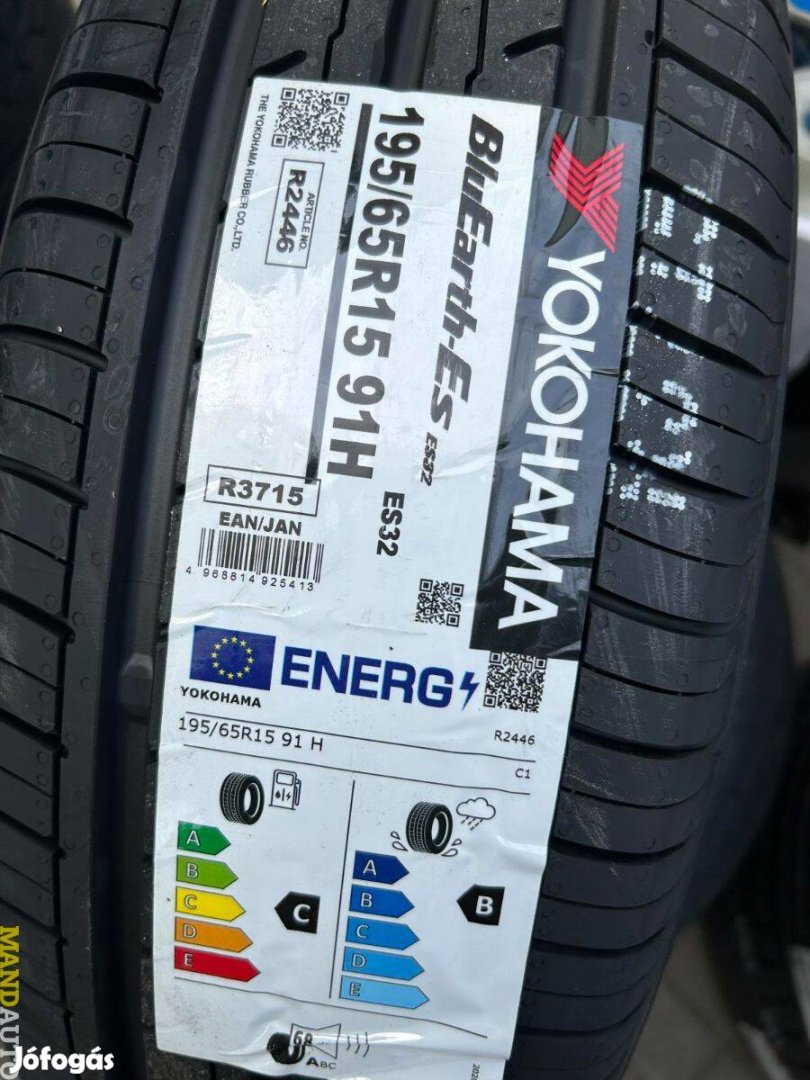 YOKOHAMA
BluEarth-Es ES32
195/65R15 91H
ES32
ARTICLE NO.
R2446
THE YOKOHAMA RUBBER CO.,LTD.
R3715
EAN/JAN
4 968814 925413
YOKOHAMA
ENERG
195/65R15 91 H
R2446
C1
A
B
C
D
E
C
A
B
C
D
E
B
ABC
MANDAUTO
Jófogás